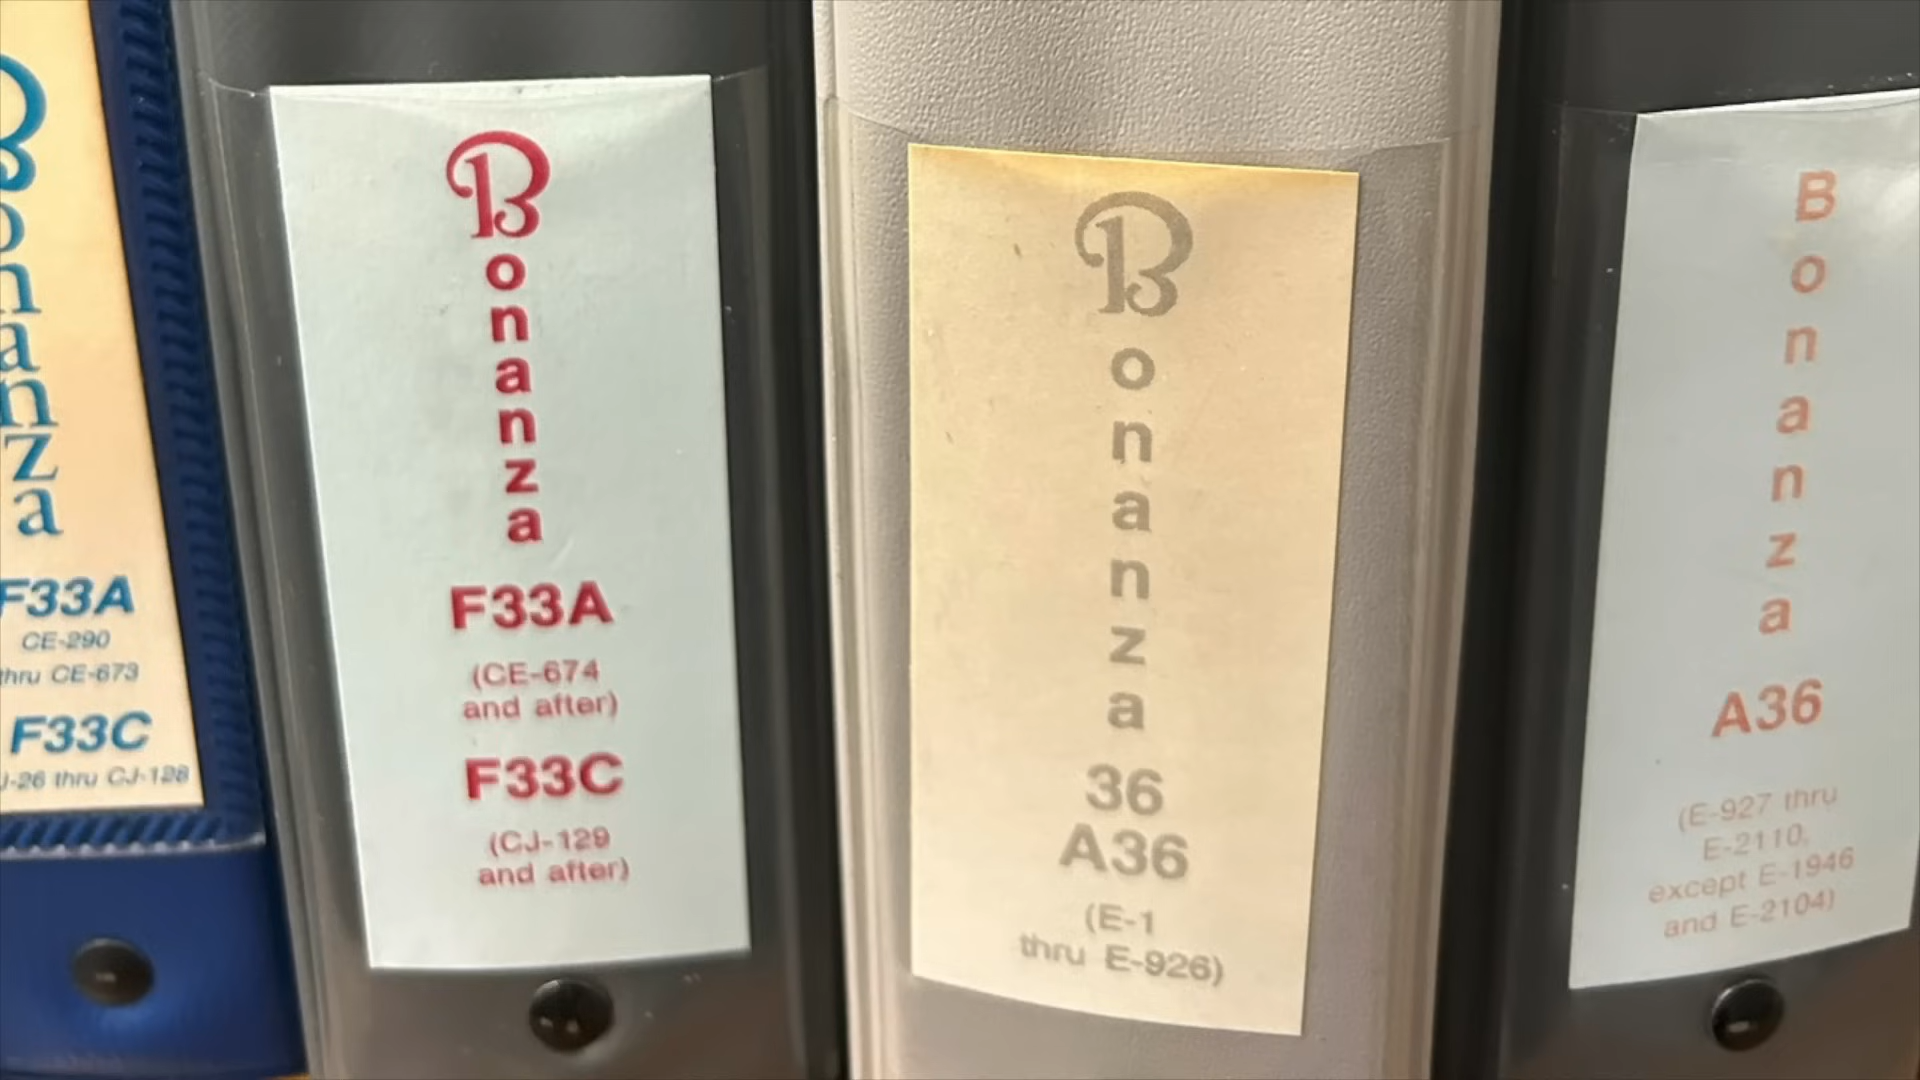 Bonanza
F33A
CE-290
thru CE-673
F33C
J-26 thru CJ-128
Bonanza
F33A
(CE-674
and after)
F33C
(CJ-129
and after)
Bonanza
36
A36
(E-1
thru E-926)
Bonanza
A36
(E-927 thru
E-2110,
except E-1946
and E-2104)